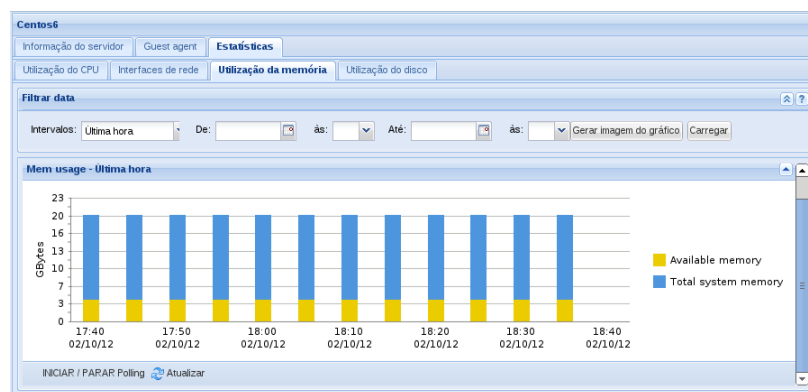 Centos6
Informação do servidor Guest agent Estatísticas
Utilização do CPU Interfaces de rede Utilização da memória Utilização do disco
Filtrar data
Intervalos: Última hora De: às: Até: às: Gerar imagem do gráfico Carregar
Mem usage - Última hora
23
20
16
13
10
7
3
0
GBytes
Available memory
Total system memory
17:40 17:50 18:00 18:10 18:20 18:30 18:40
02/10/12 02/10/12 02/10/12 02/10/12 02/10/12 02/10/12 02/10/12
INICIAR / PARAR Polling Atualizar